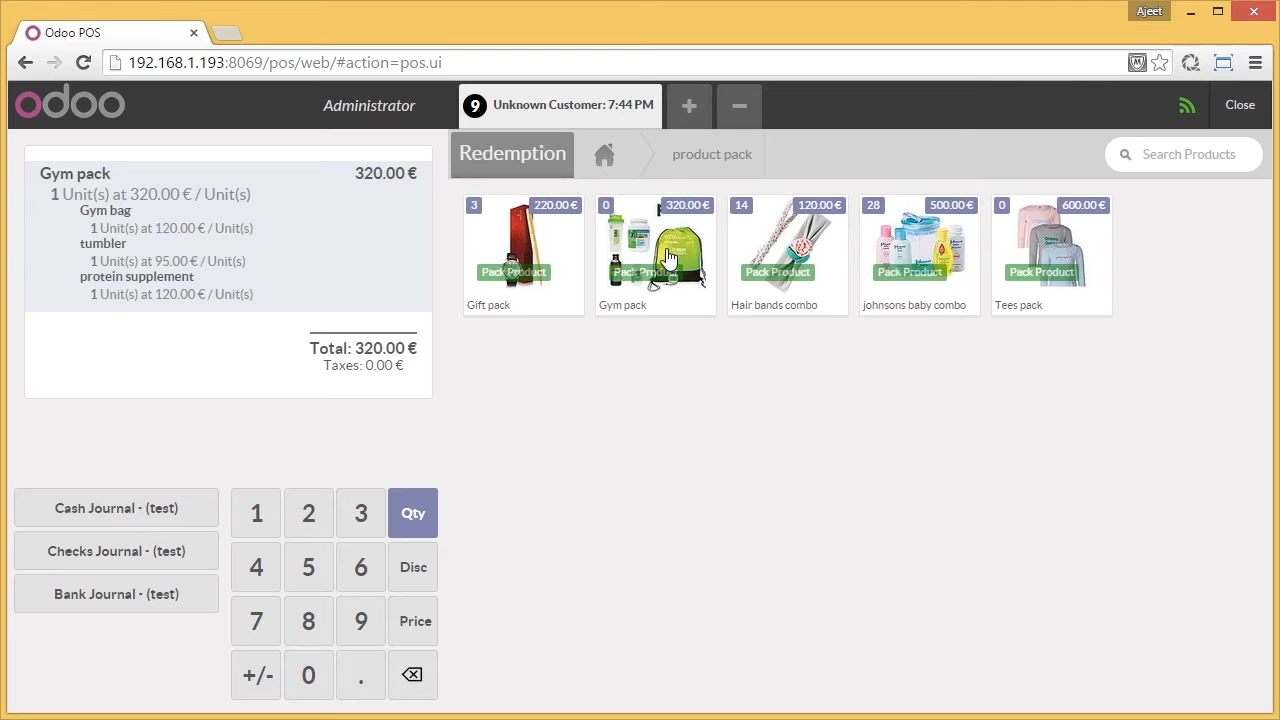 Ajeet
Odoo POS
192.168.1.193:8069/pos/web/#action=pos.ui
odoo
Administrator
9 Unknown Customer: 7:44 PM
+
−
Close
Gym pack 320.00 €
1 Unit(s) at 320.00 € / Unit(s)
Gym bag
1 Unit(s) at 120.00 € / Unit(s)
tumbler
1 Unit(s) at 95.00 € / Unit(s)
protein supplement
1 Unit(s) at 120.00 € / Unit(s)
Total: 320.00 €
Taxes: 0.00 €
Cash Journal - (test)
Checks Journal - (test)
Bank Journal - (test)
1 2 3 Qty
4 5 6 Disc
7 8 9 Price
+/- 0 .
Redemption
product pack
Search Products
3 220.00 €
Pack Product
Gift pack
0 320.00 €
Pack Product
Gym pack
14 120.00 €
Pack Product
Hair bands combo
28 500.00 €
Pack Product
johnsons baby combo
0 600.00 €
Pack Product
Tees pack